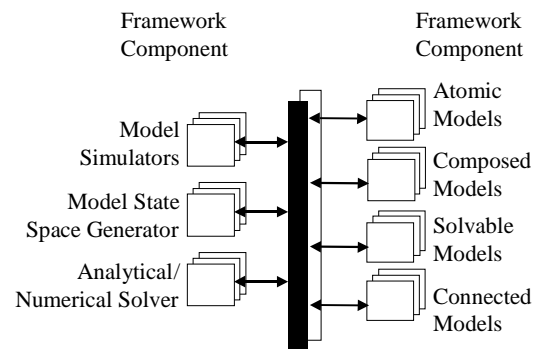 Framework
Component
Framework
Component
Model
Simulators
Model State
Space Generator
Analytical/
Numerical Solver
Atomic
Models
Composed
Models
Solvable
Models
Connected
Models